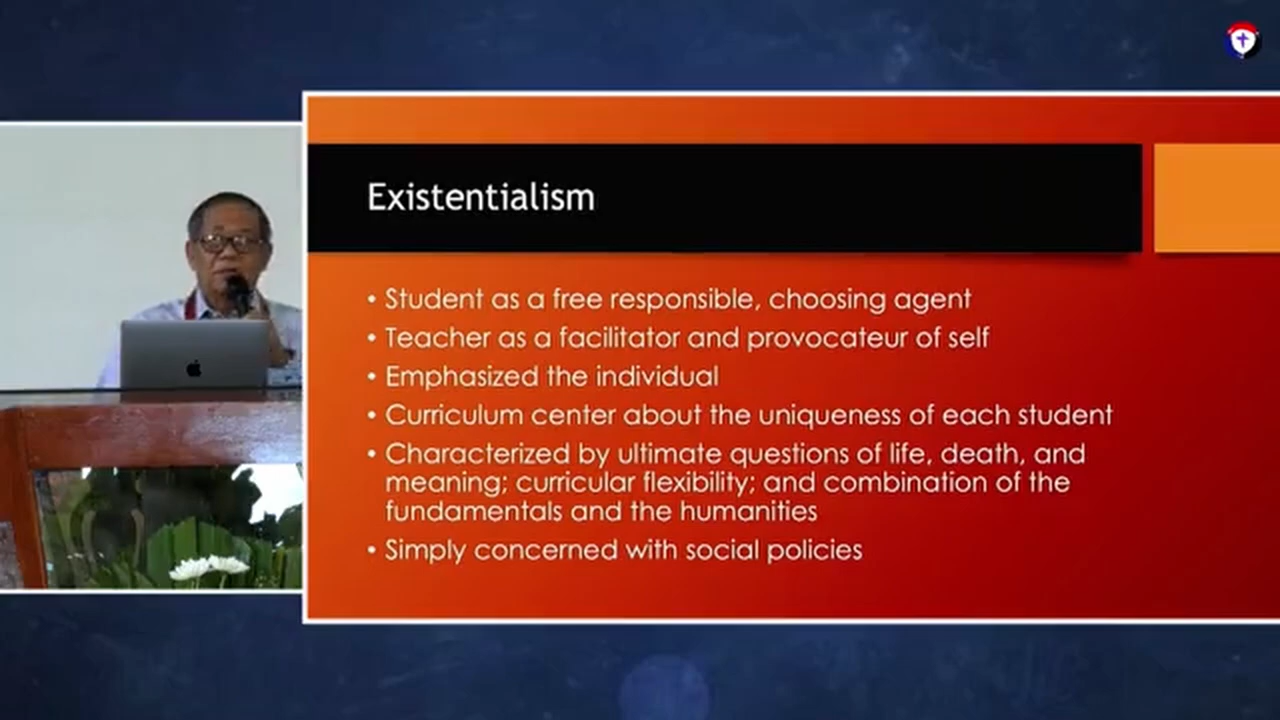 Existentialism
• Student as a free responsible, choosing agent
• Teacher as a facilitator and provocateur of self
• Emphasized the individual
• Curriculum center about the uniqueness of each student
• Characterized by ultimate questions of life, death, and
meaning; curricular flexibility; and combination of the
fundamentals and the humanities
• Simply concerned with social policies